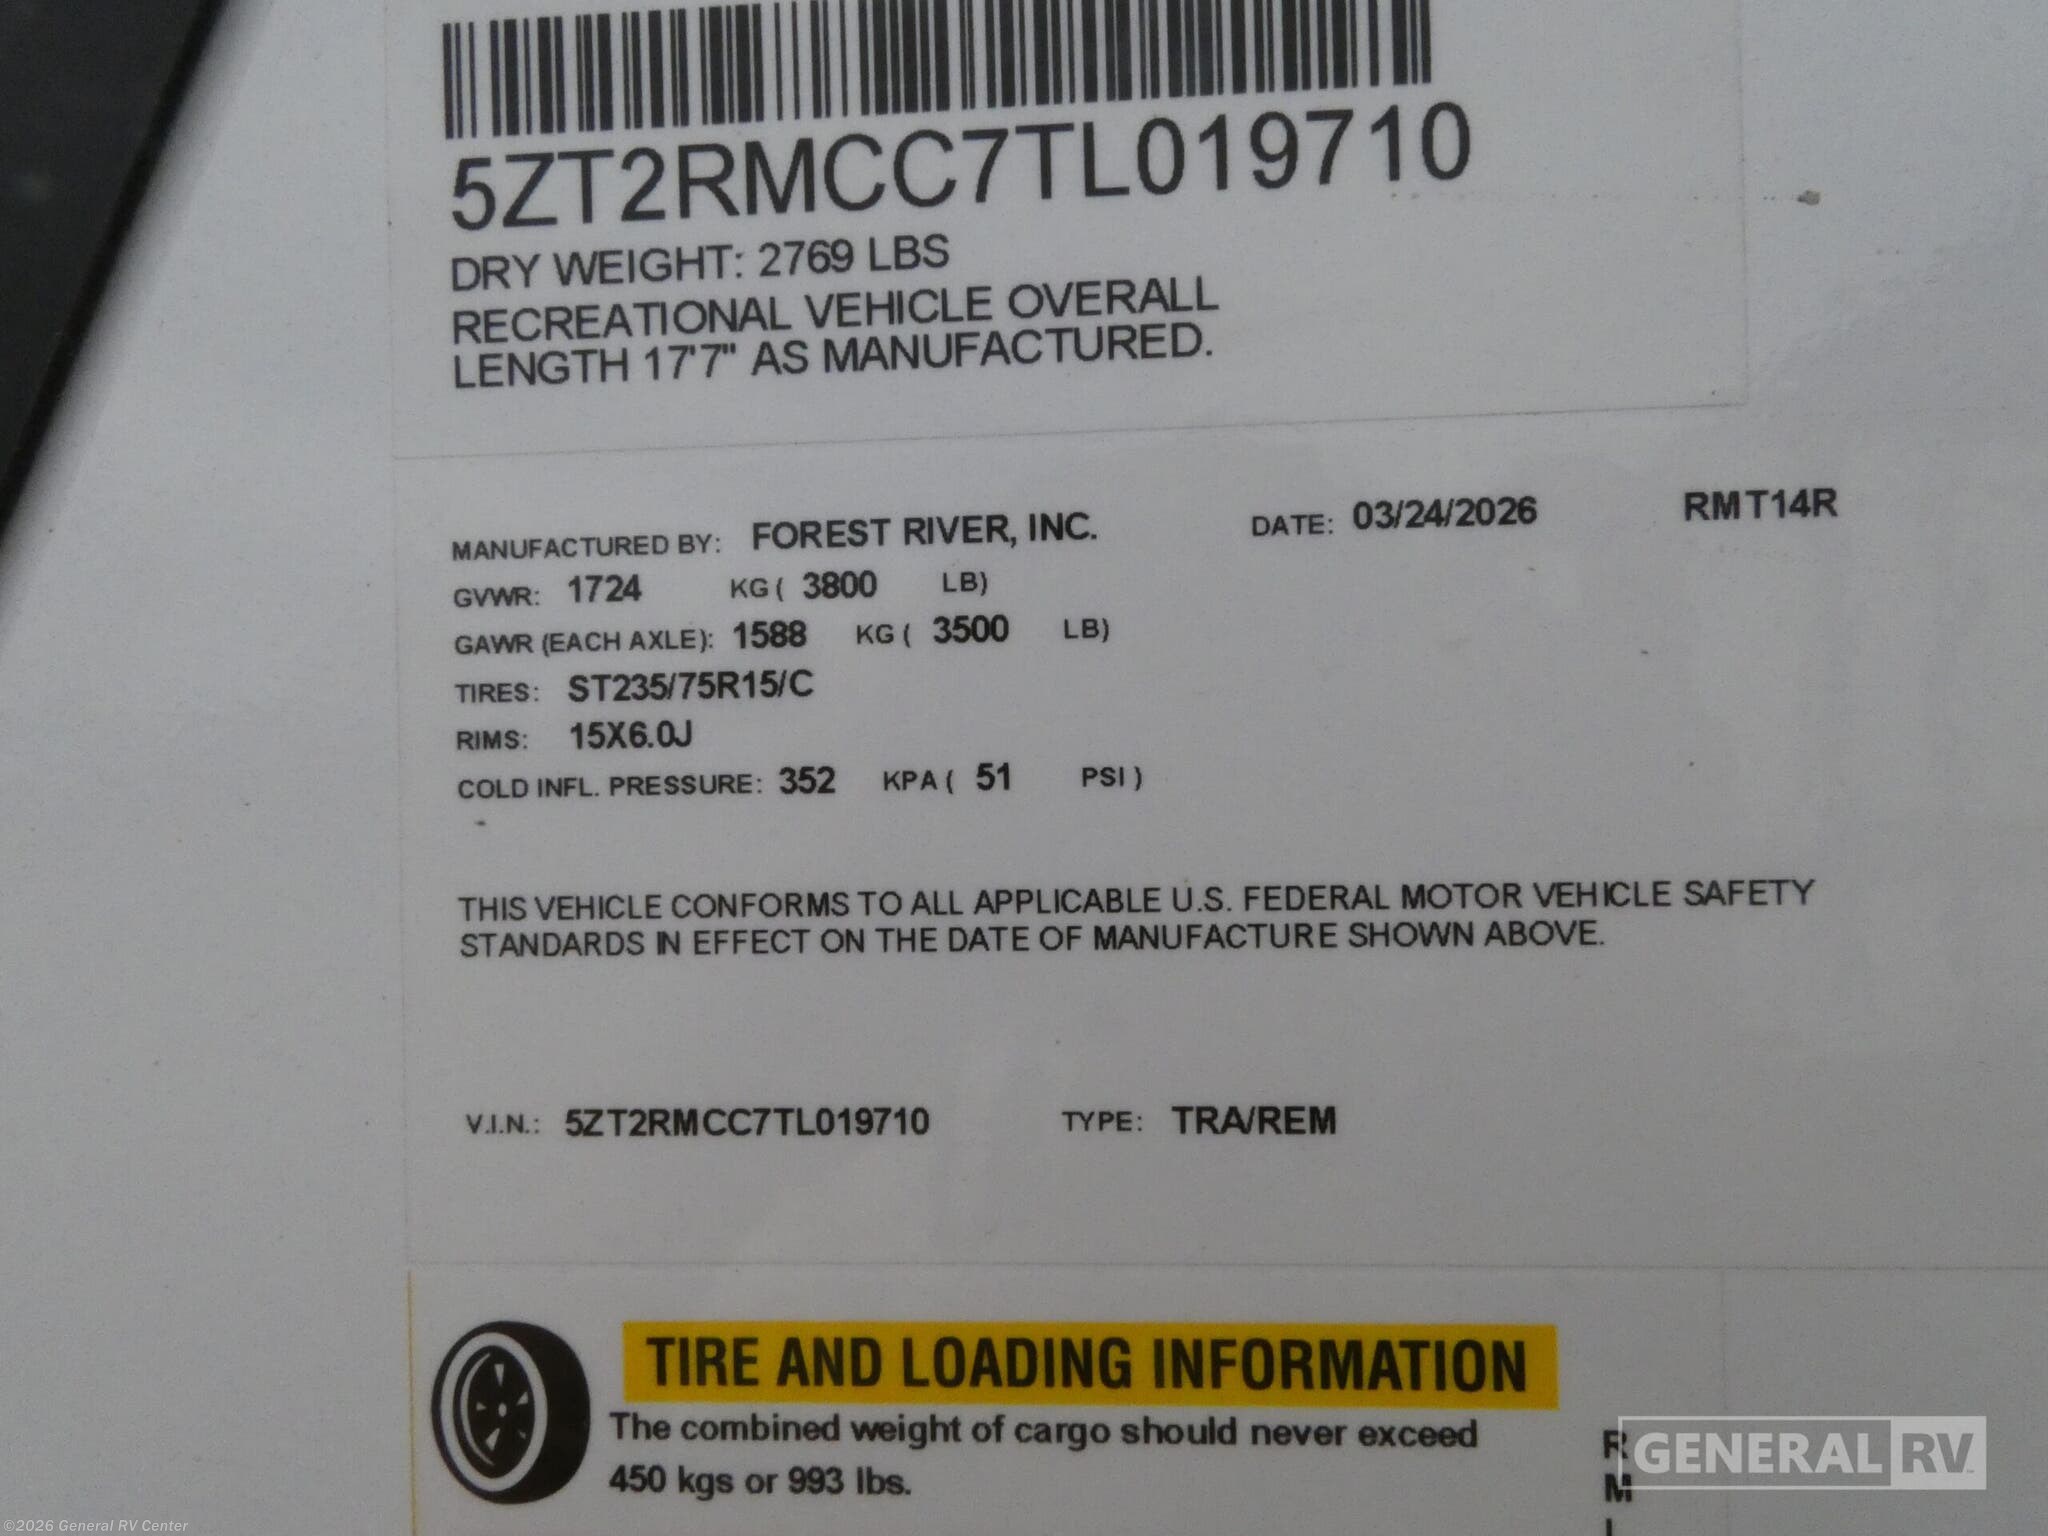 5ZT2RMCC7TL019710
DRY WEIGHT: 2769 LBS
RECREATIONAL VEHICLE OVERALL
LENGTH 17'7" AS MANUFACTURED.
MANUFACTURED BY: FOREST RIVER, INC. DATE: 03/24/2026 RMT14R
GVWR: 1724 KG ( 3800 LB)
GAWR (EACH AXLE): 1588 KG ( 3500 LB)
TIRES: ST235/75R15/C
RIMS: 15X6.0J
COLD INFL. PRESSURE: 352 KPA ( 51 PSI )
THIS VEHICLE CONFORMS TO ALL APPLICABLE U.S. FEDERAL MOTOR VEHICLE SAFETY
STANDARDS IN EFFECT ON THE DATE OF MANUFACTURE SHOWN ABOVE.
V.I.N.: 5ZT2RMCC7TL019710 TYPE: TRA/REM
TIRE AND LOADING INFORMATION
The combined weight of cargo should never exceed
450 kgs or 993 lbs.
R
M
GENERAL RV
©2026 General RV Center